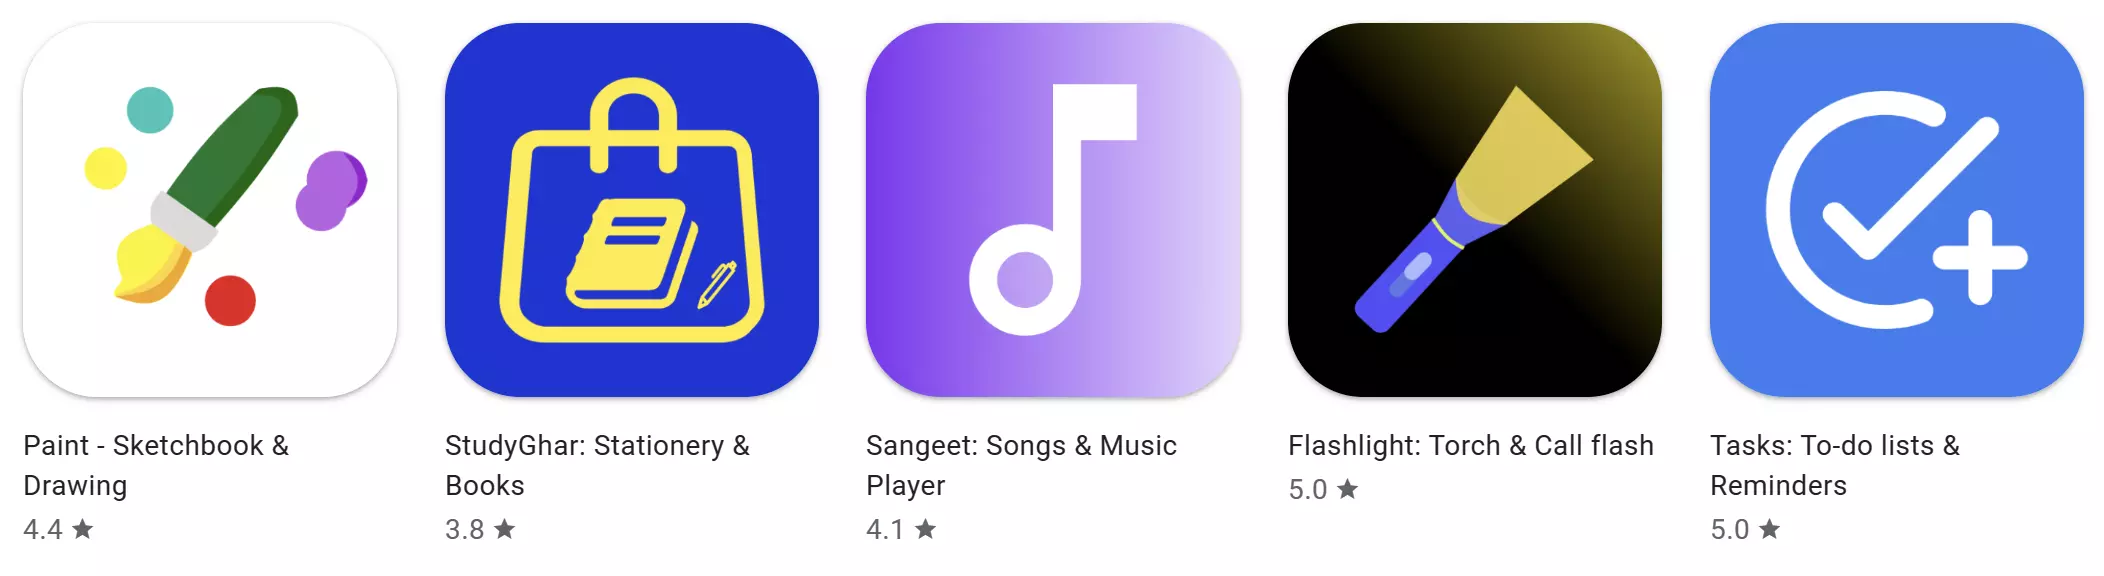 Paint - Sketchbook &
Drawing
4.4 ★
StudyGhar: Stationery &
Books
3.8 ★
Sangeet: Songs & Music
Player
4.1 ★
Flashlight: Torch & Call flash
5.0 ★
Tasks: To-do lists &
Reminders
5.0 ★